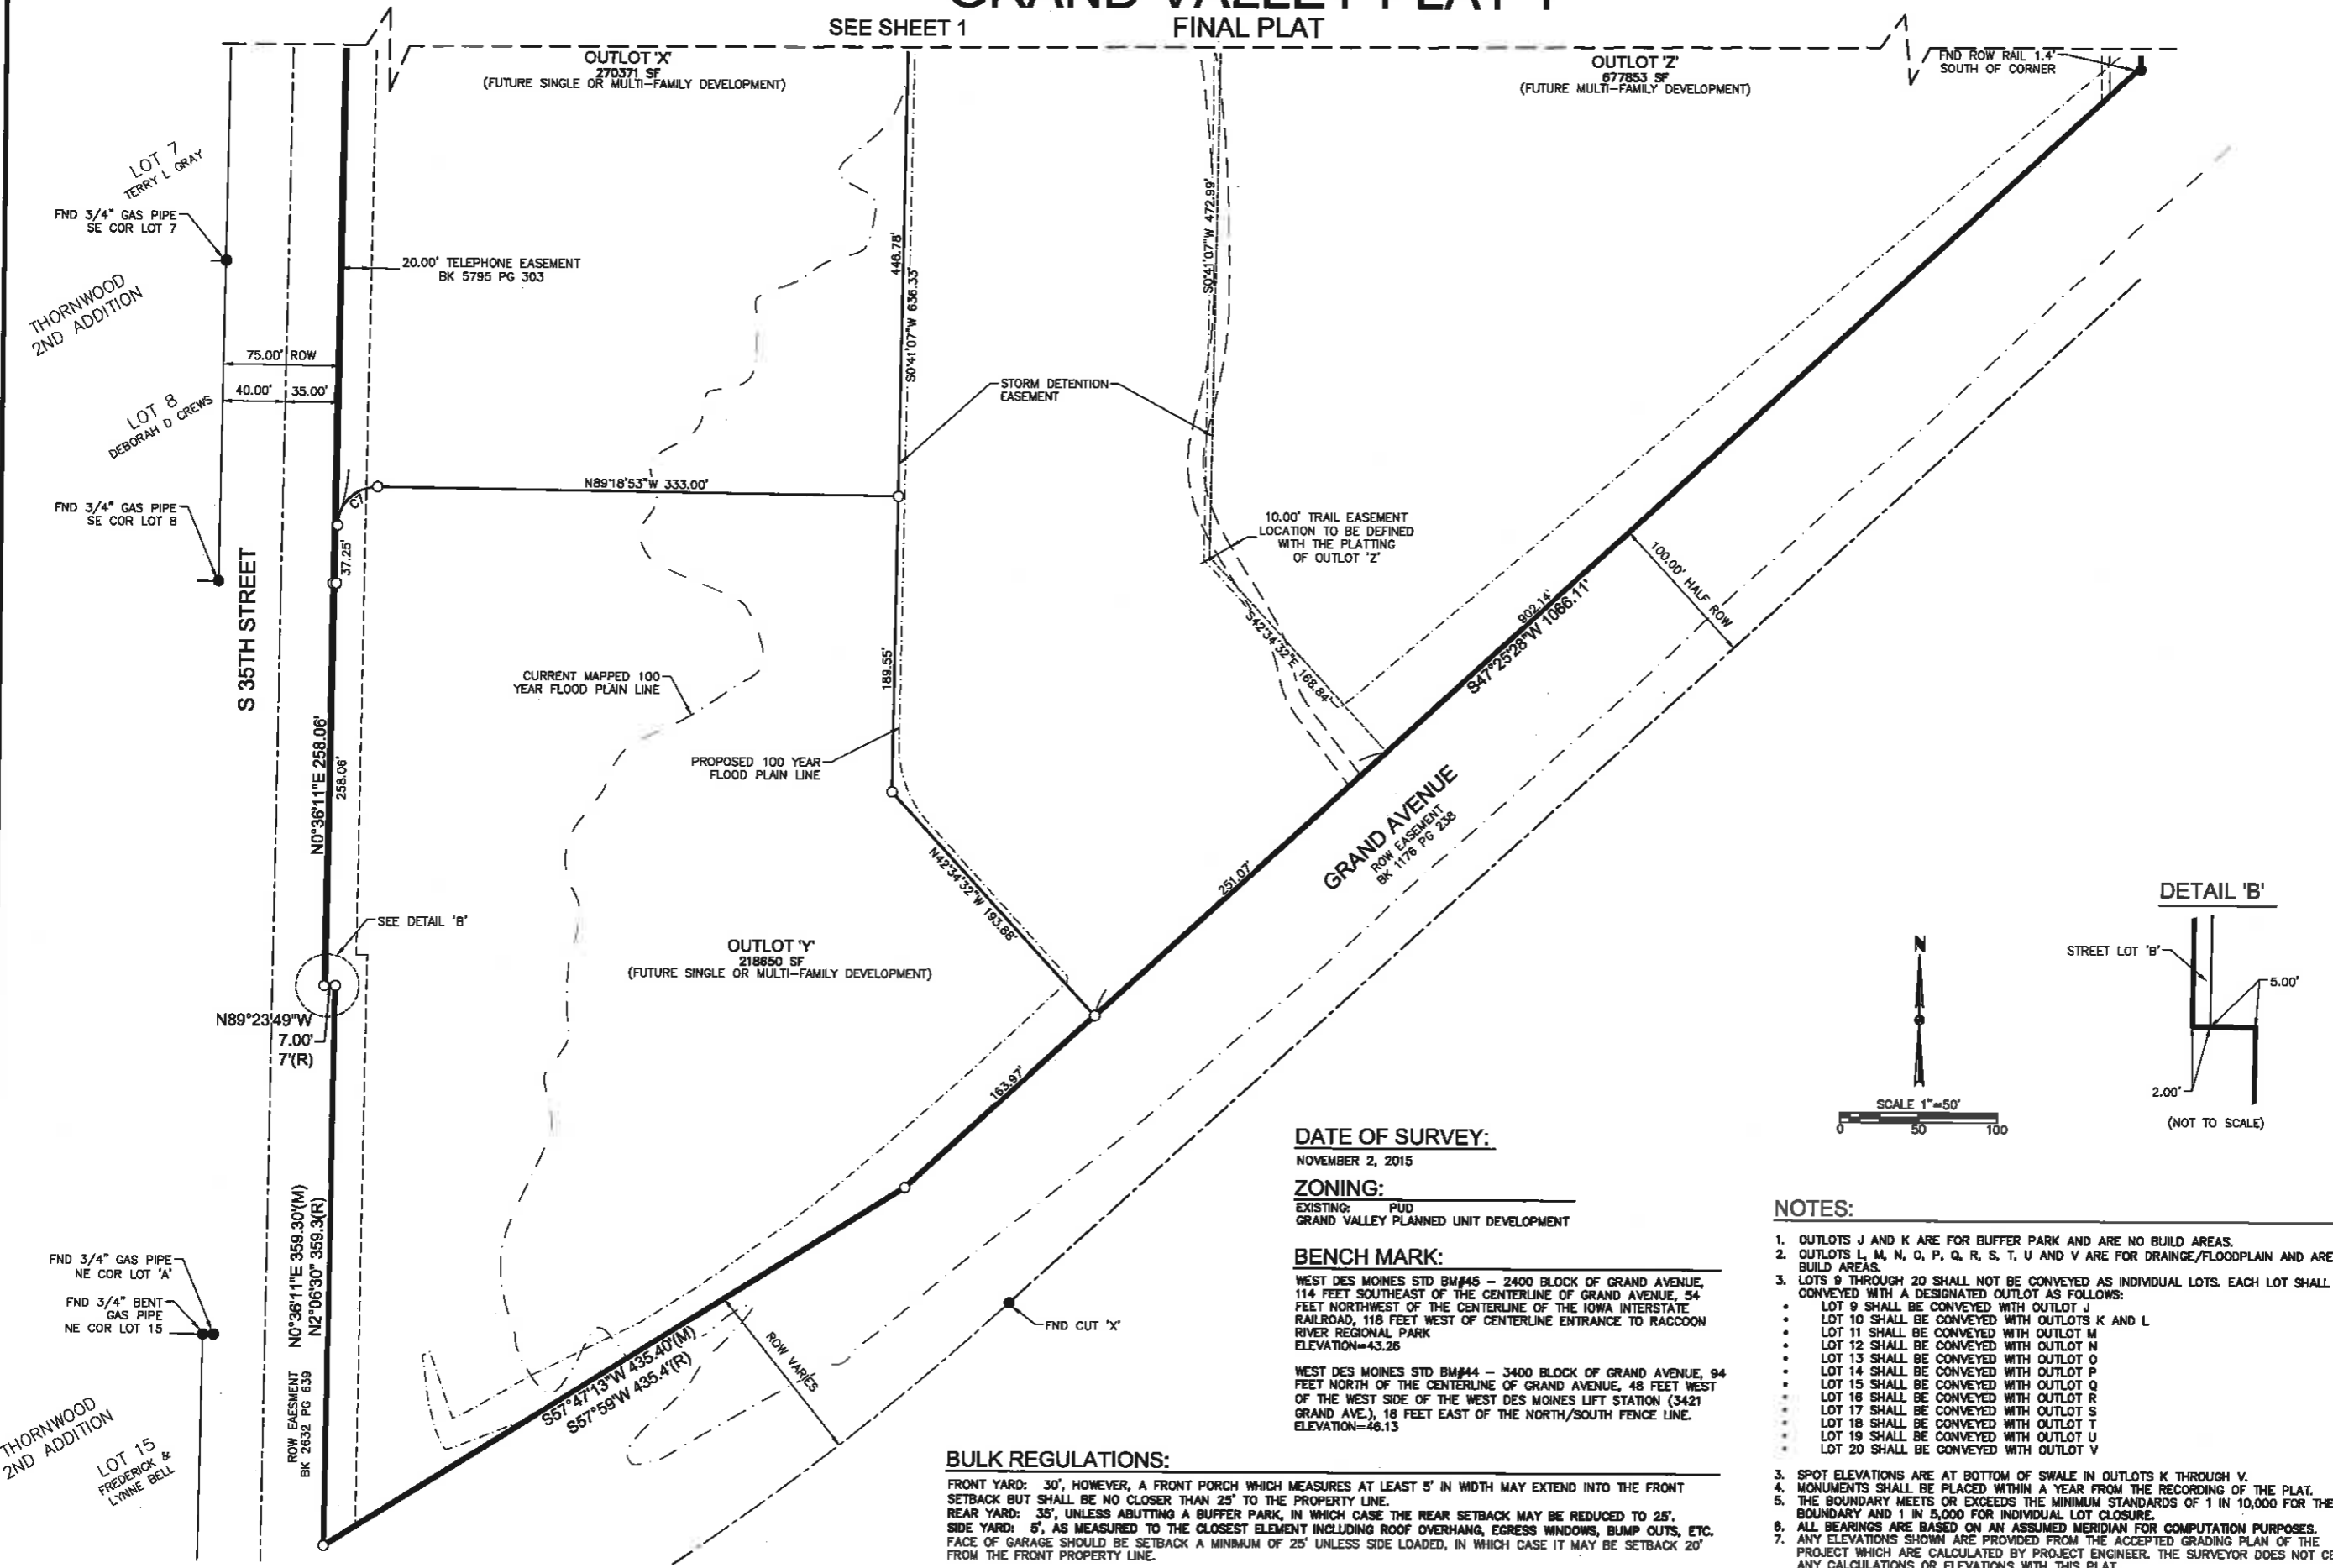 SEE SHEET 1
FINAL PLAT
OUTLOT 'X'
270371 SF
(FUTURE SINGLE OR MULTI-FAMILY DEVELOPMENT)
OUTLOT 'Z'
677853 SF
(FUTURE MULTI-FAMILY DEVELOPMENT)
FND ROW RAIL 1.4'
SOUTH OF CORNER
LOT 7
TERRY L GRAY
FND 3/4" GAS PIPE
SE COR LOT 7
THORNWOOD
2ND ADDITION
20.00' TELEPHONE EASEMENT
BK 5795 PG 303
75.00' ROW
40.00' 35.00'
LOT 8
DEBORAH D CREWS
FND 3/4" GAS PIPE
SE COR LOT 8
S 35TH STREET
C7
37.25'
N89°18'53"W 333.00'
446.78'
S0°41'07"W 636.33'
S0°41'07"W 472.99'
STORM DETENTION
EASEMENT
10.00' TRAIL EASEMENT
LOCATION TO BE DEFINED
WITH THE PLATTING
OF OUTLOT 'Z'
100.00' HALF ROW
902.14'
S47°25'28"W 1066.11'
S42°34'32"E 168.84'
189.55'
CURRENT MAPPED 100
YEAR FLOOD PLAIN LINE
PROPOSED 100 YEAR
FLOOD PLAIN LINE
N0°36'11"E 258.06'
258.06'
GRAND AVENUE
ROW EASEMENT
BK 1176 PG 238
251.07'
N42°34'32"W 193.88'
SEE DETAIL 'B'
OUTLOT 'Y'
218650 SF
(FUTURE SINGLE OR MULTI-FAMILY DEVELOPMENT)
N89°23'49"W
7.00'
7'(R)
163.97'
DETAIL 'B'
STREET LOT 'B'
5.00'
2.00'
(NOT TO SCALE)
N
SCALE 1"=50'
0 50 100
FND 3/4" GAS PIPE
NE COR LOT 'A'
FND 3/4" BENT
GAS PIPE
NE COR LOT 15
THORNWOOD
2ND ADDITION
LOT 15
FREDERICK &
LYNNE BELL
ROW EAESMENT
BK 2632 PG 639
N0°36'11"E 359.30'(M)
N2°06'30" 359.3(R)
S57°47'13"W 435.40'(M)
S57°59'W 435.4'(R)
ROW VARIES
FND CUT 'X'
DATE OF SURVEY:
NOVEMBER 2, 2015
ZONING:
EXISTING: PUD
GRAND VALLEY PLANNED UNIT DEVELOPMENT
BENCH MARK:
WEST DES MOINES STD BM#45 - 2400 BLOCK OF GRAND AVENUE,
114 FEET SOUTHEAST OF THE CENTERLINE OF GRAND AVENUE, 54
FEET NORTHWEST OF THE CENTERLINE OF THE IOWA INTERSTATE
RAILROAD, 118 FEET WEST OF CENTERLINE ENTRANCE TO RACCOON
RIVER REGIONAL PARK
ELEVATION=43.26
WEST DES MOINES STD BM#44 - 3400 BLOCK OF GRAND AVENUE, 94
FEET NORTH OF THE CENTERLINE OF GRAND AVENUE, 48 FEET WEST
OF THE WEST SIDE OF THE WEST DES MOINES LIFT STATION (3421
GRAND AVE.), 18 FEET EAST OF THE NORTH/SOUTH FENCE LINE.
ELEVATION=46.13
BULK REGULATIONS:
FRONT YARD: 30', HOWEVER, A FRONT PORCH WHICH MEASURES AT LEAST 5' IN WIDTH MAY EXTEND INTO THE FRONT
SETBACK BUT SHALL BE NO CLOSER THAN 25' TO THE PROPERTY LINE.
REAR YARD: 35', UNLESS ABUTTING A BUFFER PARK, IN WHICH CASE THE REAR SETBACK MAY BE REDUCED TO 25'.
SIDE YARD: 5', AS MEASURED TO THE CLOSEST ELEMENT INCLUDING ROOF OVERHANG, EGRESS WINDOWS, BUMP OUTS, ETC.
FACE OF GARAGE SHOULD BE SETBACK A MINIMUM OF 25' UNLESS SIDE LOADED, IN WHICH CASE IT MAY BE SETBACK 20'
FROM THE FRONT PROPERTY LINE.
NOTES:
1. OUTLOTS J AND K ARE FOR BUFFER PARK AND ARE NO BUILD AREAS.
2. OUTLOTS L, M, N, O, P, Q, R, S, T, U AND V ARE FOR DRAINGE/FLOODPLAIN AND ARE
BUILD AREAS.
3. LOTS 9 THROUGH 20 SHALL NOT BE CONVEYED AS INDIVIDUAL LOTS. EACH LOT SHALL
CONVEYED WITH A DESIGNATED OUTLOT AS FOLLOWS:
• LOT 9 SHALL BE CONVEYED WITH OUTLOT J
• LOT 10 SHALL BE CONVEYED WITH OUTLOTS K AND L
• LOT 11 SHALL BE CONVEYED WITH OUTLOT M
• LOT 12 SHALL BE CONVEYED WITH OUTLOT N
• LOT 13 SHALL BE CONVEYED WITH OUTLOT O
• LOT 14 SHALL BE CONVEYED WITH OUTLOT P
• LOT 15 SHALL BE CONVEYED WITH OUTLOT Q
• LOT 16 SHALL BE CONVEYED WITH OUTLOT R
• LOT 17 SHALL BE CONVEYED WITH OUTLOT S
• LOT 18 SHALL BE CONVEYED WITH OUTLOT T
• LOT 19 SHALL BE CONVEYED WITH OUTLOT U
• LOT 20 SHALL BE CONVEYED WITH OUTLOT V
3. SPOT ELEVATIONS ARE AT BOTTOM OF SWALE IN OUTLOTS K THROUGH V.
4. MONUMENTS SHALL BE PLACED WITHIN A YEAR FROM THE RECORDING OF THE PLAT.
5. THE BOUNDARY MEETS OR EXCEEDS THE MINIMUM STANDARDS OF 1 IN 10,000 FOR THE
BOUNDARY AND 1 IN 5,000 FOR INDIVIDUAL LOT CLOSURE.
6. ALL BEARINGS ARE BASED ON AN ASSUMED MERIDIAN FOR COMPUTATION PURPOSES.
7. ANY ELEVATIONS SHOWN ARE PROVIDED FROM THE ACCEPTED GRADING PLAN OF THE
PROJECT WHICH ARE CALCULATED BY PROJECT ENGINEER. THE SURVEYOR DOES NOT
ANY CALCULATIONS OR ELEVATIONS WITH THIS PLAT